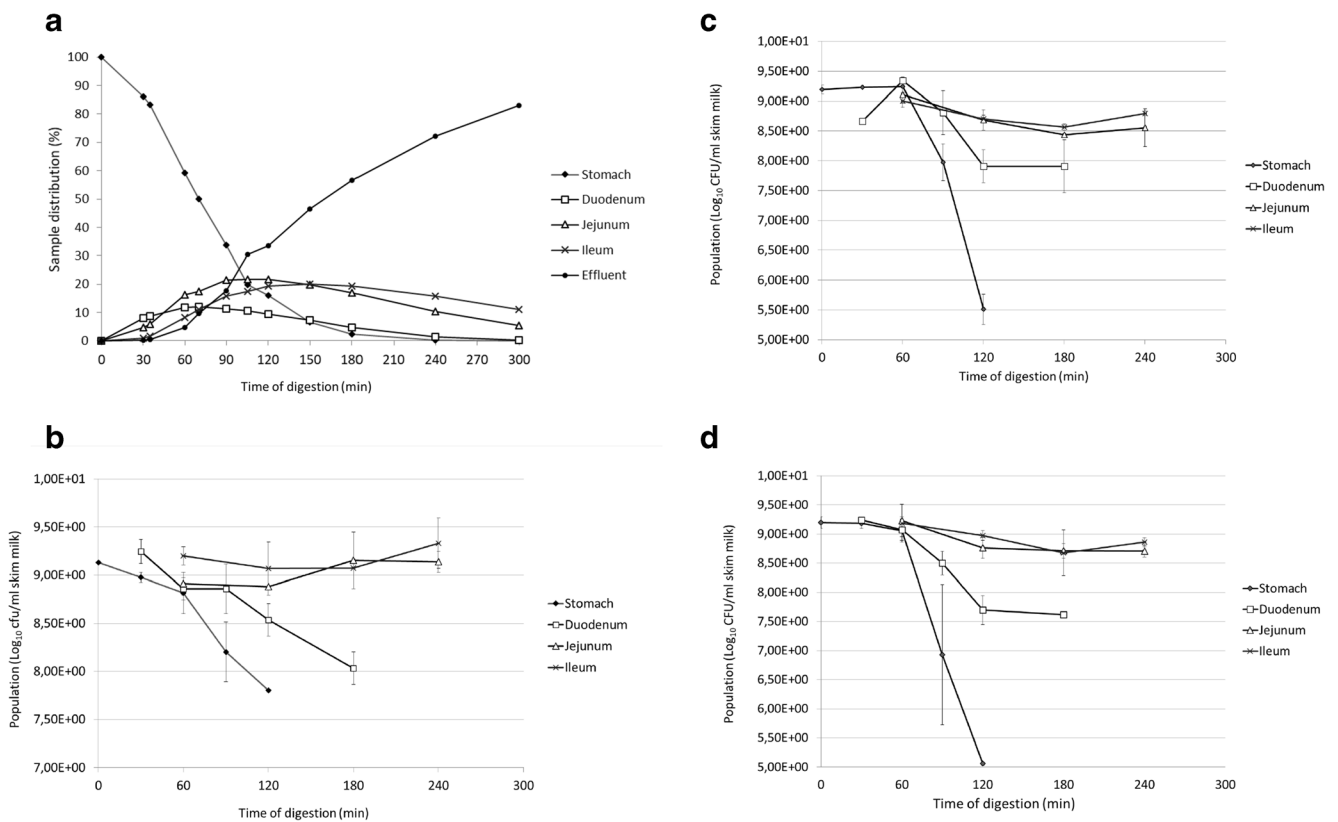 a
100
90
80
70
60
50
40
30
20
10
0
Sample distribution (%)
0 30 60 90 120 150 180 210 240 270 300
Time of digestion (min)
Stomach
Duodenum
Jejunum
Ileum
Effluent
c
1,00E+01
9,50E+00
9,00E+00
8,50E+00
8,00E+00
7,50E+00
7,00E+00
6,50E+00
6,00E+00
5,50E+00
5,00E+00
Population (Log10 CFU/ml skim milk)
0 60 120 180 240 300
Time of digestion (min)
Stomach
Duodenum
Jejunum
Ileum
b
1,00E+01
9,50E+00
9,00E+00
8,50E+00
8,00E+00
7,50E+00
7,00E+00
Population (Log10 cfu/ml skim milk)
0 60 120 180 240 300
Time of digestion (min)
Stomach
Duodenum
Jejunum
Ileum
d
1,00E+01
9,50E+00
9,00E+00
8,50E+00
8,00E+00
7,50E+00
7,00E+00
6,50E+00
6,00E+00
5,50E+00
5,00E+00
Population (Log10 CFU/ml skim milk)
0 60 120 180 240 300
Time of digestion (min)
Stomach
Duodenum
Jejunum
Ileum